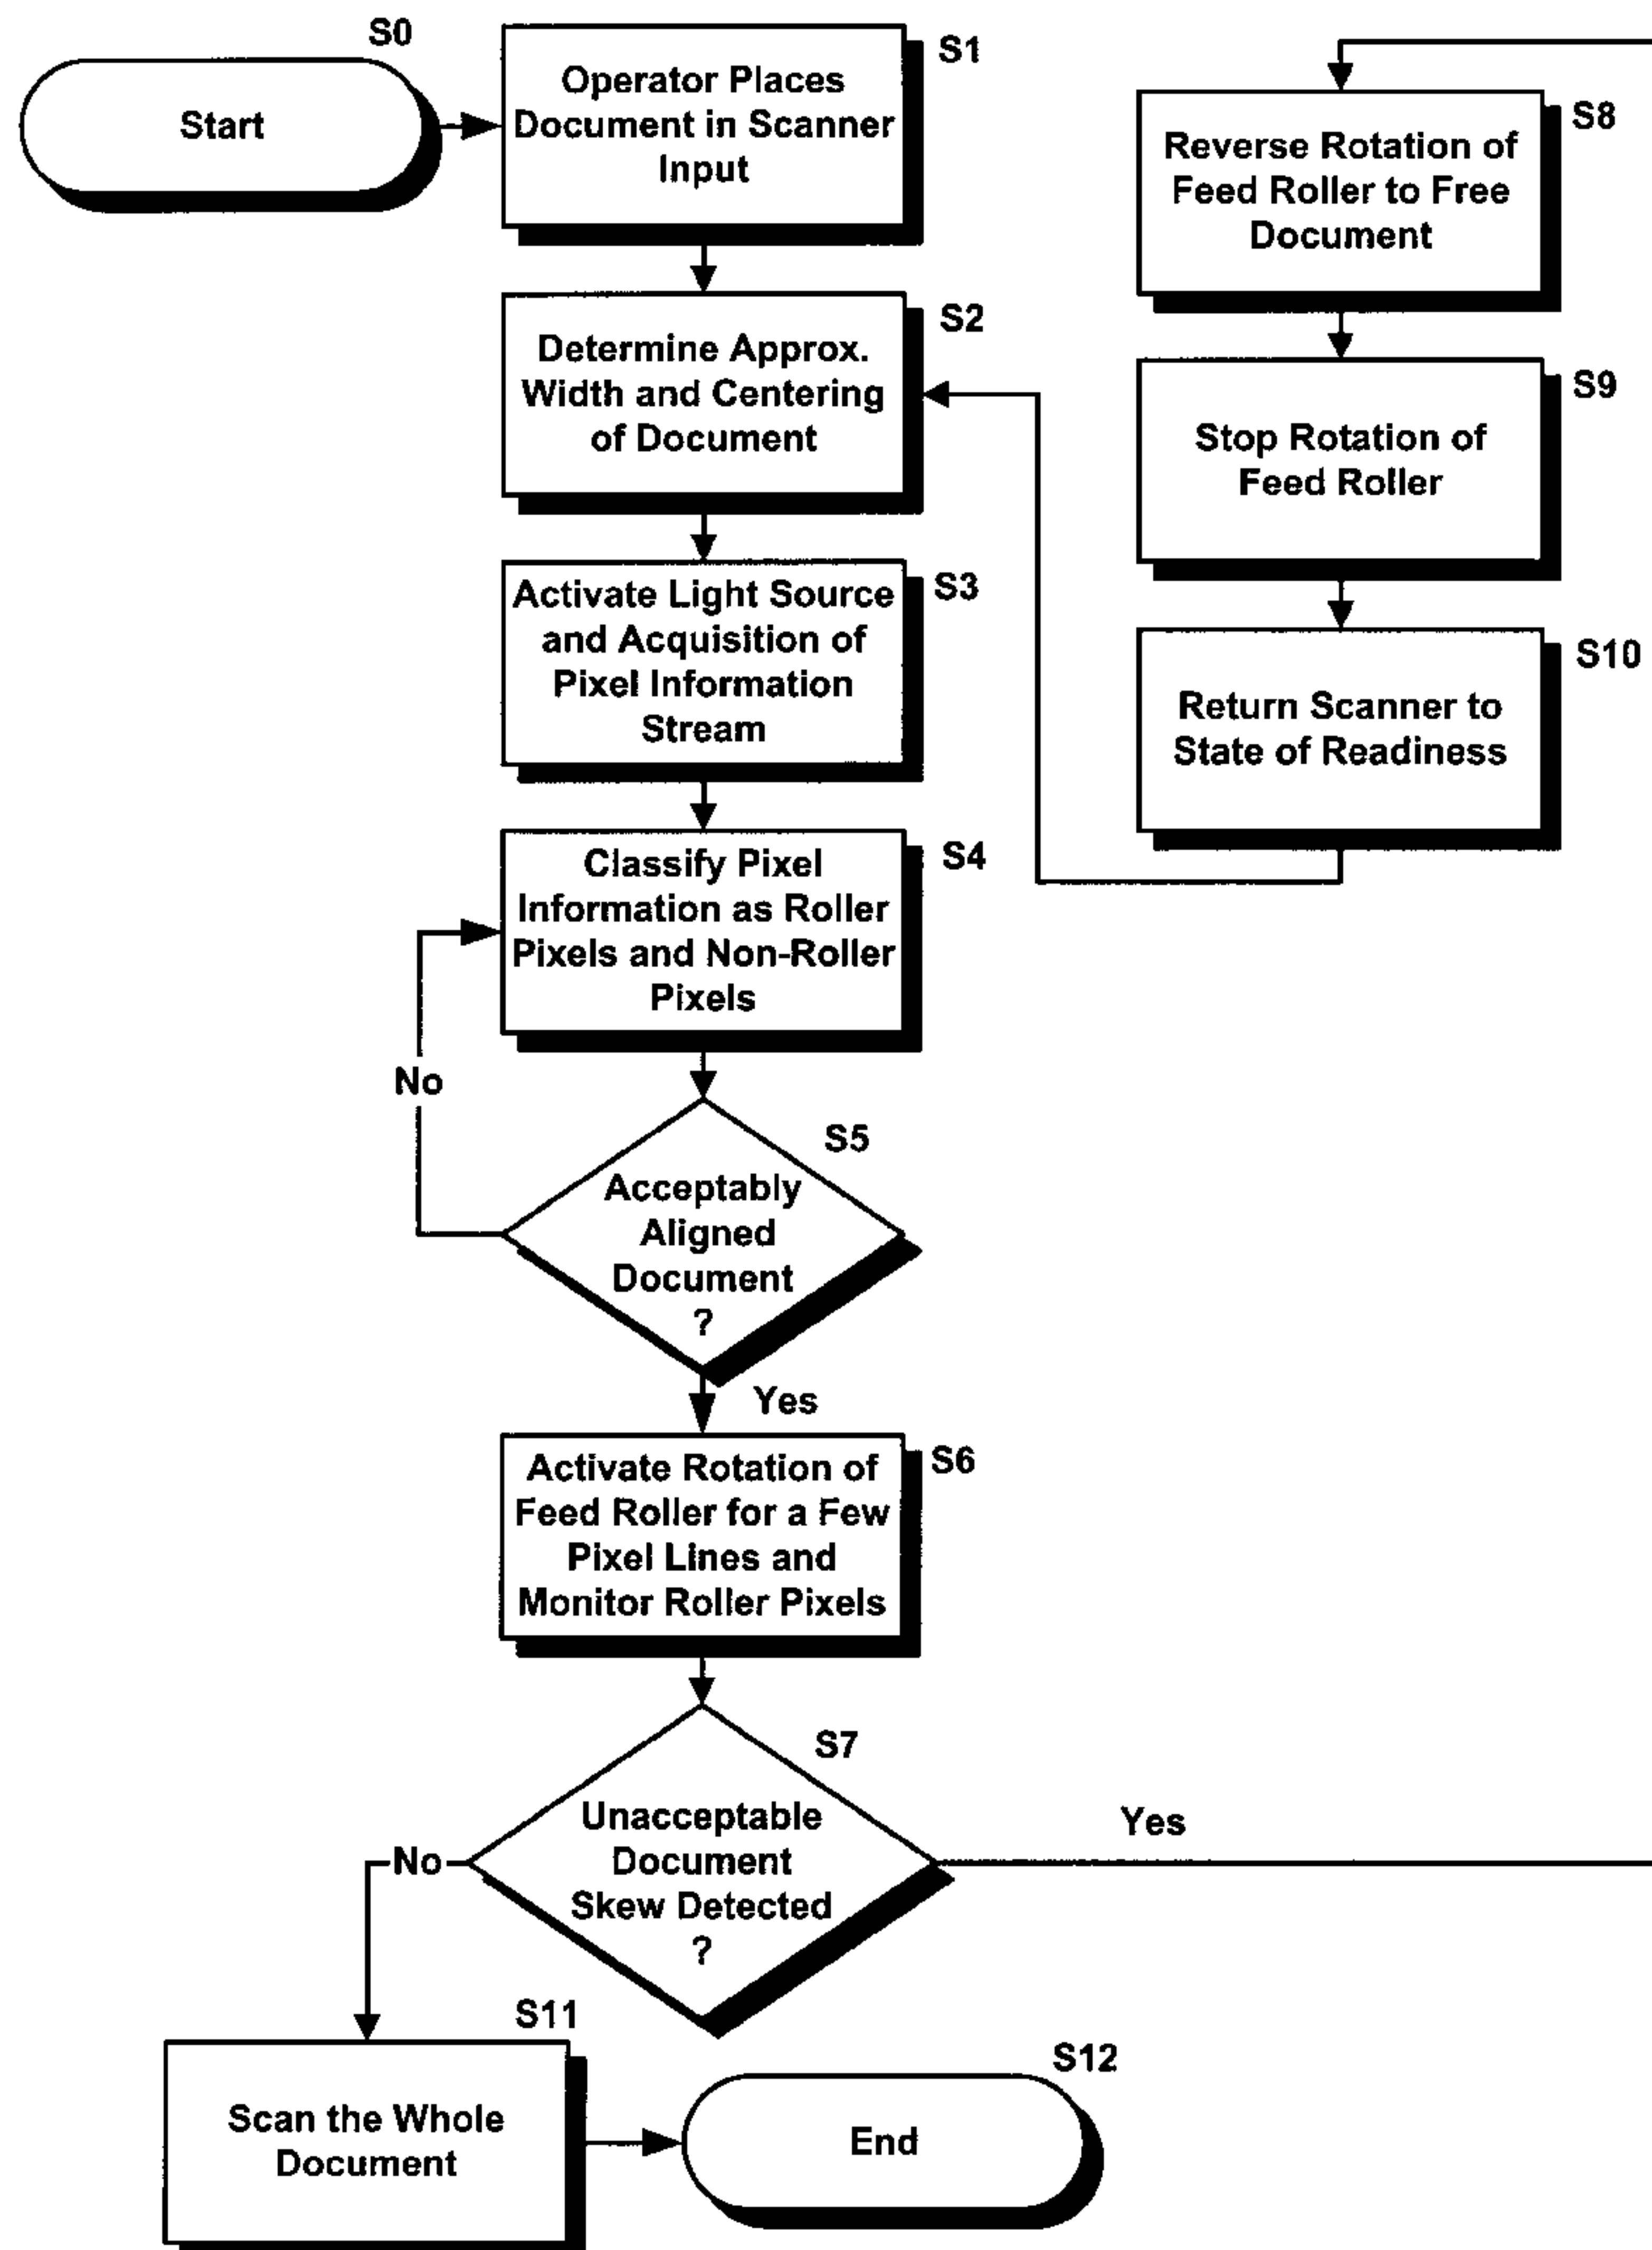 S0
Start
S1
Operator Places
Document in Scanner
Input
S2
Determine Approx.
Width and Centering
of Document
S3
Activate Light Source
and Acquisition of
Pixel Information
Stream
S4
Classify Pixel
Information as Roller
Pixels and Non-Roller
Pixels
No
S5
Acceptably
Aligned
Document
?
Yes
S6
Activate Rotation of
Feed Roller for a Few
Pixel Lines and
Monitor Roller Pixels
S7
Unacceptable
Document
Skew Detected
?
Yes
No
S8
Reverse Rotation of
Feed Roller to Free
Document
S9
Stop Rotation of
Feed Roller
S10
Return Scanner to
State of Readiness
S11
Scan the Whole
Document
S12
End